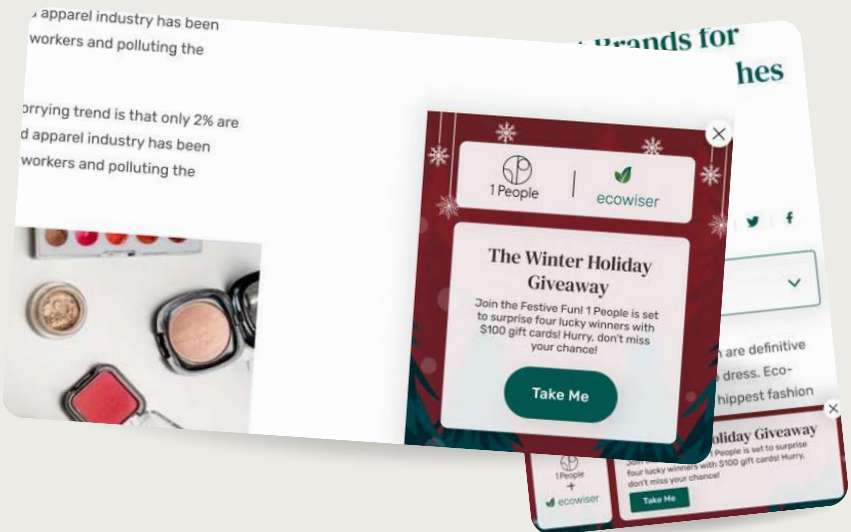 apparel industry has been
workers and polluting the
trend is that only 2% are
apparel industry has been
workers and polluting the
Brands for
1 People
ecowiser
The Winter Holiday
Giveaway
Join the Festive Fun! 1 People is set
to surprise four lucky winners with
$100 gift cards! Hurry, don't miss
your chance!
Take Me
are definitive
dress. Eco-
hippest fashion
1 People
+
ecowiser
Giveaway
People is set to surprise
four lucky winners with $100 gift cards! Hurry,
don't miss your chance!
Take Me